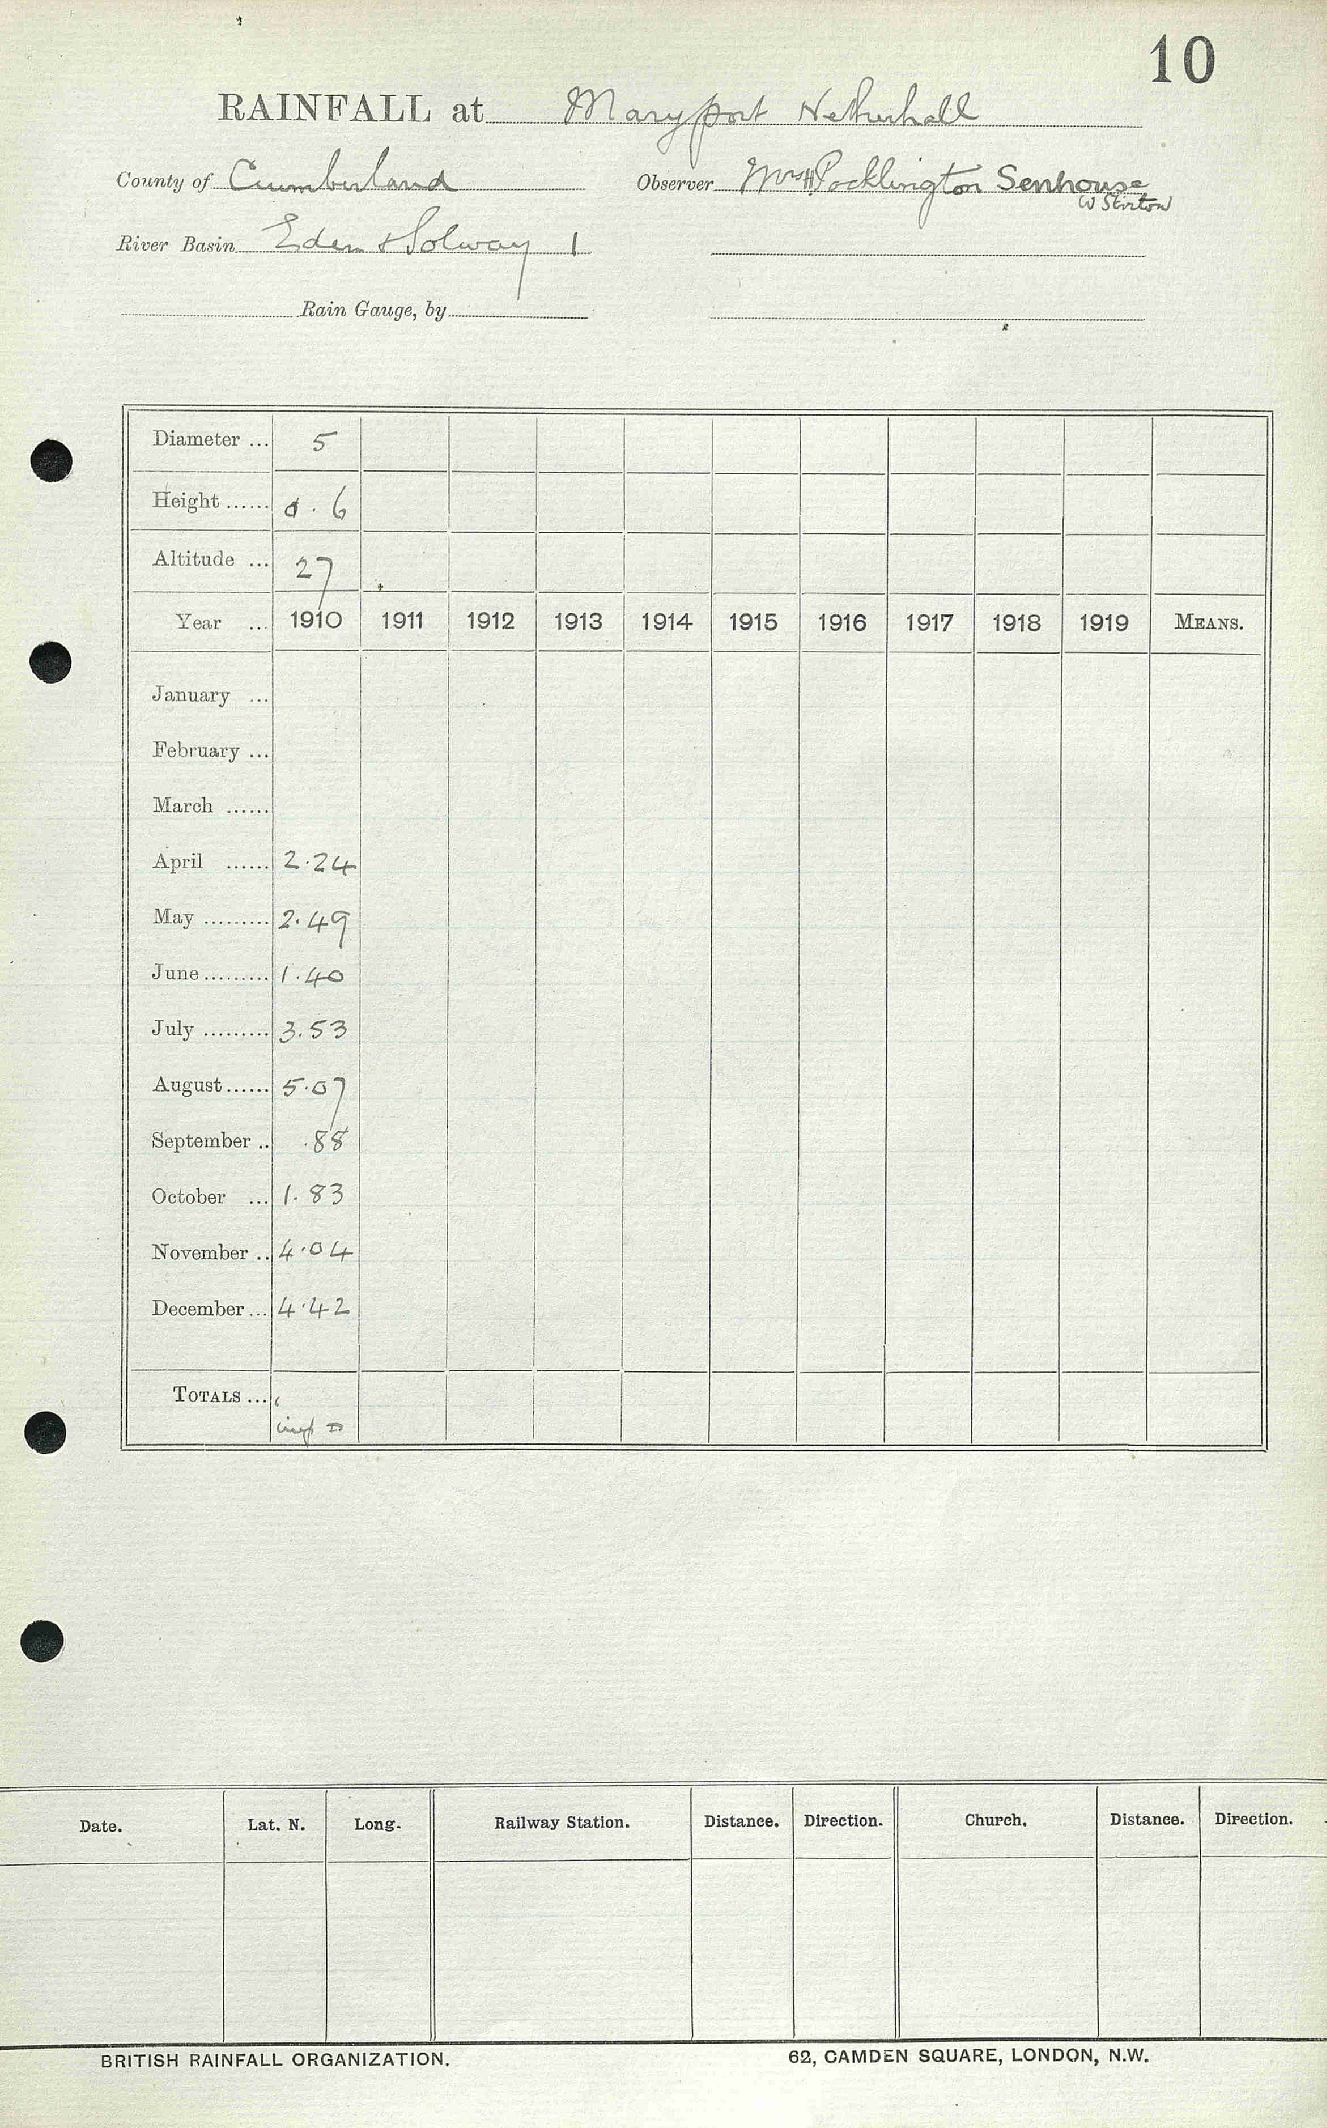 10
RAINFALL at Maryport Netherhall
County of Cumberland Observer Mrs H Pocklington Senhouse
W Stirton
River Basin Eden & Solway 1
Rain Gauge, by
Diameter ... 5
Height ...... 0.6
Altitude ... 27
Year ... 1910 1911 1912 1913 1914 1915 1916 1917 1918 1919 MEANS.
January ...
February ...
March ......
April ...... 2.24
May ......... 2.49
June ......... 1.40
July ......... 3.53
August ...... 5.07
September .. .88
October ... 1.83
November .. 4.04
December ... 4.42
TOTALS ...
Date. Lat. N. Long. Railway Station. Distance. Direction. Church. Distance. Direction.
BRITISH RAINFALL ORGANIZATION. 62, CAMDEN SQUARE, LONDON, N.W.